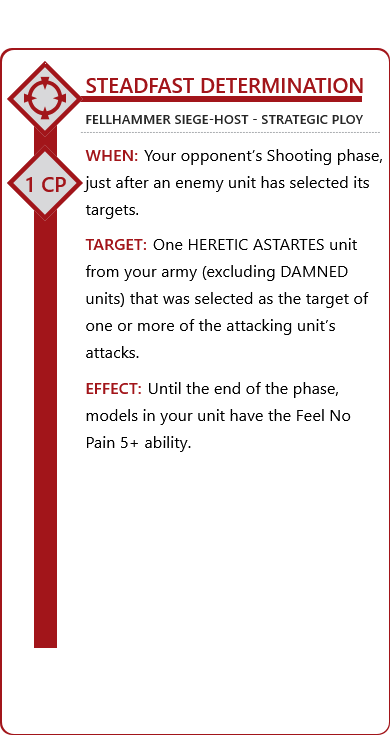 STEADFAST DETERMINATION
FELLHAMMER SIEGE-HOST - STRATEGIC PLOY
1 CP
WHEN: Your opponent’s Shooting phase,
just after an enemy unit has selected its
targets.
TARGET: One HERETIC ASTARTES unit
from your army (excluding DAMNED
units) that was selected as the target of
one or more of the attacking unit’s
attacks.
EFFECT: Until the end of the phase,
models in your unit have the Feel No
Pain 5+ ability.